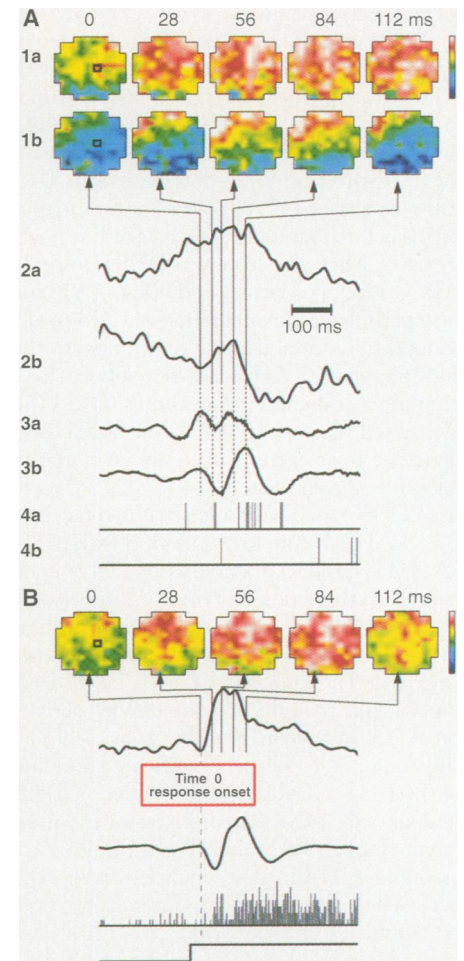 A 0 28 56 84 112 ms
1a
1b
2a
100 ms
2b
3a
3b
4a
4b
B 0 28 56 84 112 ms
Time 0
response onset